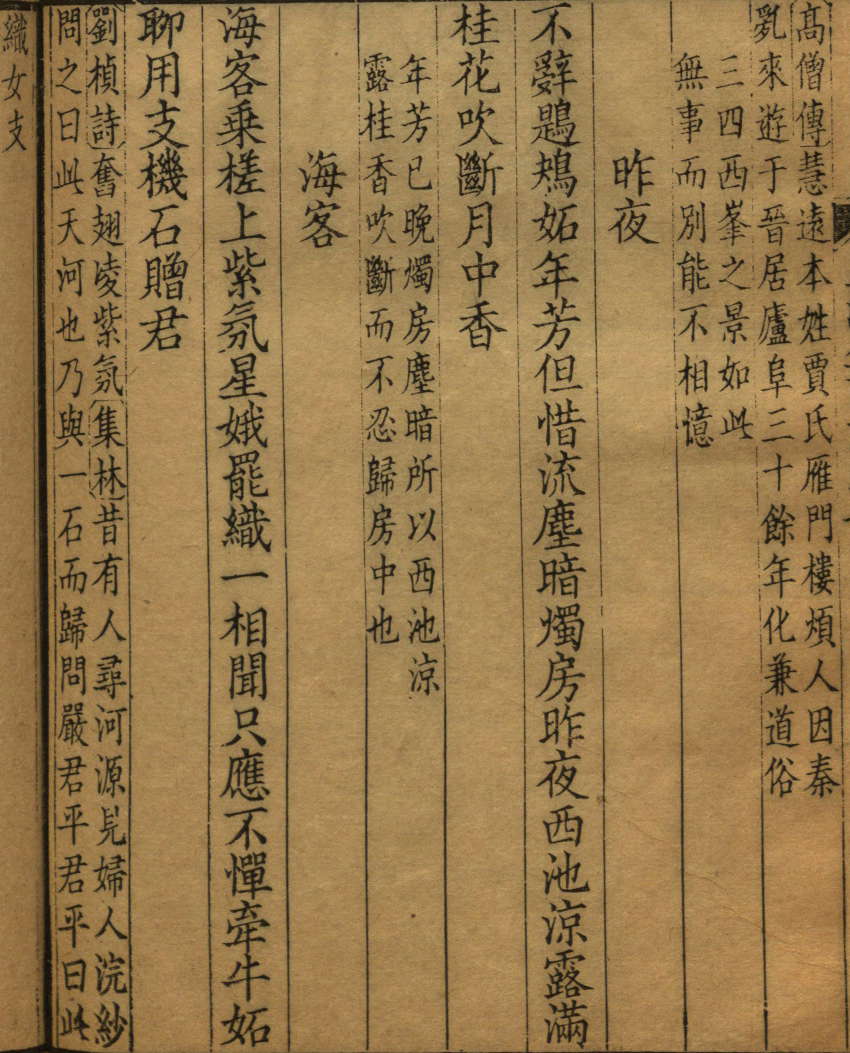 高僧傳慧遠本姓賈氏雁門樓煩人因秦
亂來遊于晉居廬阜三十餘年化兼道俗
三四西峯之景如此
無事而別能不相憶
昨夜
不辭鶗鴂妬年芳但惜流塵暗燭房昨夜西池涼露滿
桂花吹斷月中香
年芳已晚燭房塵暗所以西池涼
露桂香吹斷而不忍歸房中也
海客
海客乗槎上紫氛星娥罷織一相聞只應不憚牽牛妬
聊用支機石贈君
劉楨詩奮翅凌紫氛集林昔有人尋河源見婦人浣紗
問之曰此天河也乃與一石而歸問嚴君平君平曰此
織女支